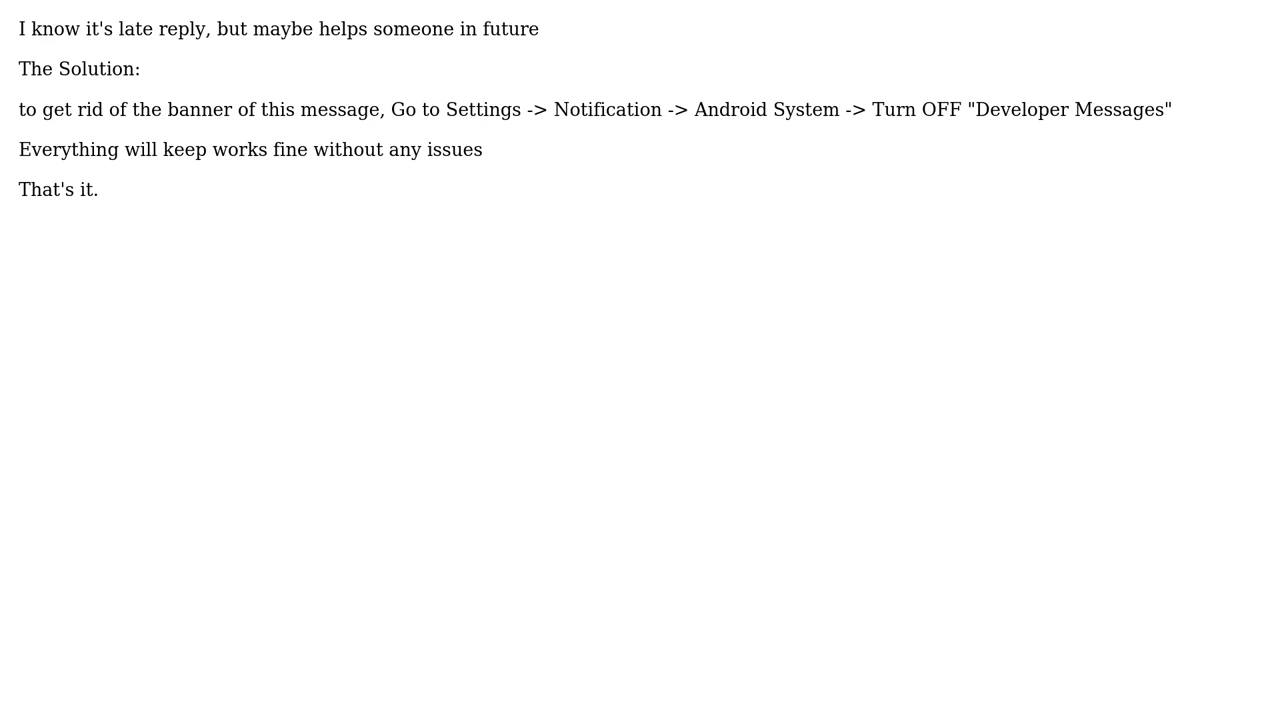 I know it's late reply, but maybe helps someone in future
The Solution:
to get rid of the banner of this message, Go to Settings -> Notification -> Android System -> Turn OFF "Developer Messages"
Everything will keep works fine without any issues
That's it.